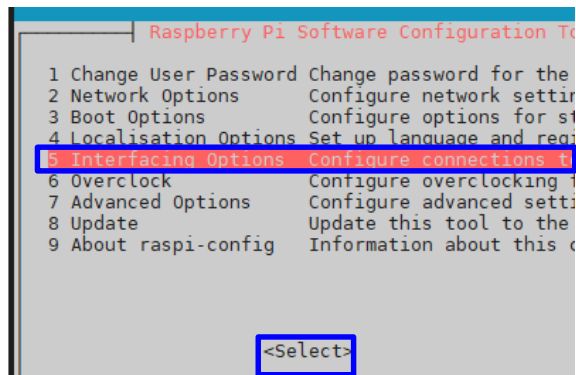 Raspberry Pi Software Configuration To
1 Change User Password Change password for the
2 Network Options Configure network settin
3 Boot Options Configure options for st
4 Localisation Options Set up language and regi
5 Interfacing Options Configure connections to
6 Overclock Configure overclocking f
7 Advanced Options Configure advanced setti
8 Update Update this tool to the
9 About raspi-config Information about this c
<Select>